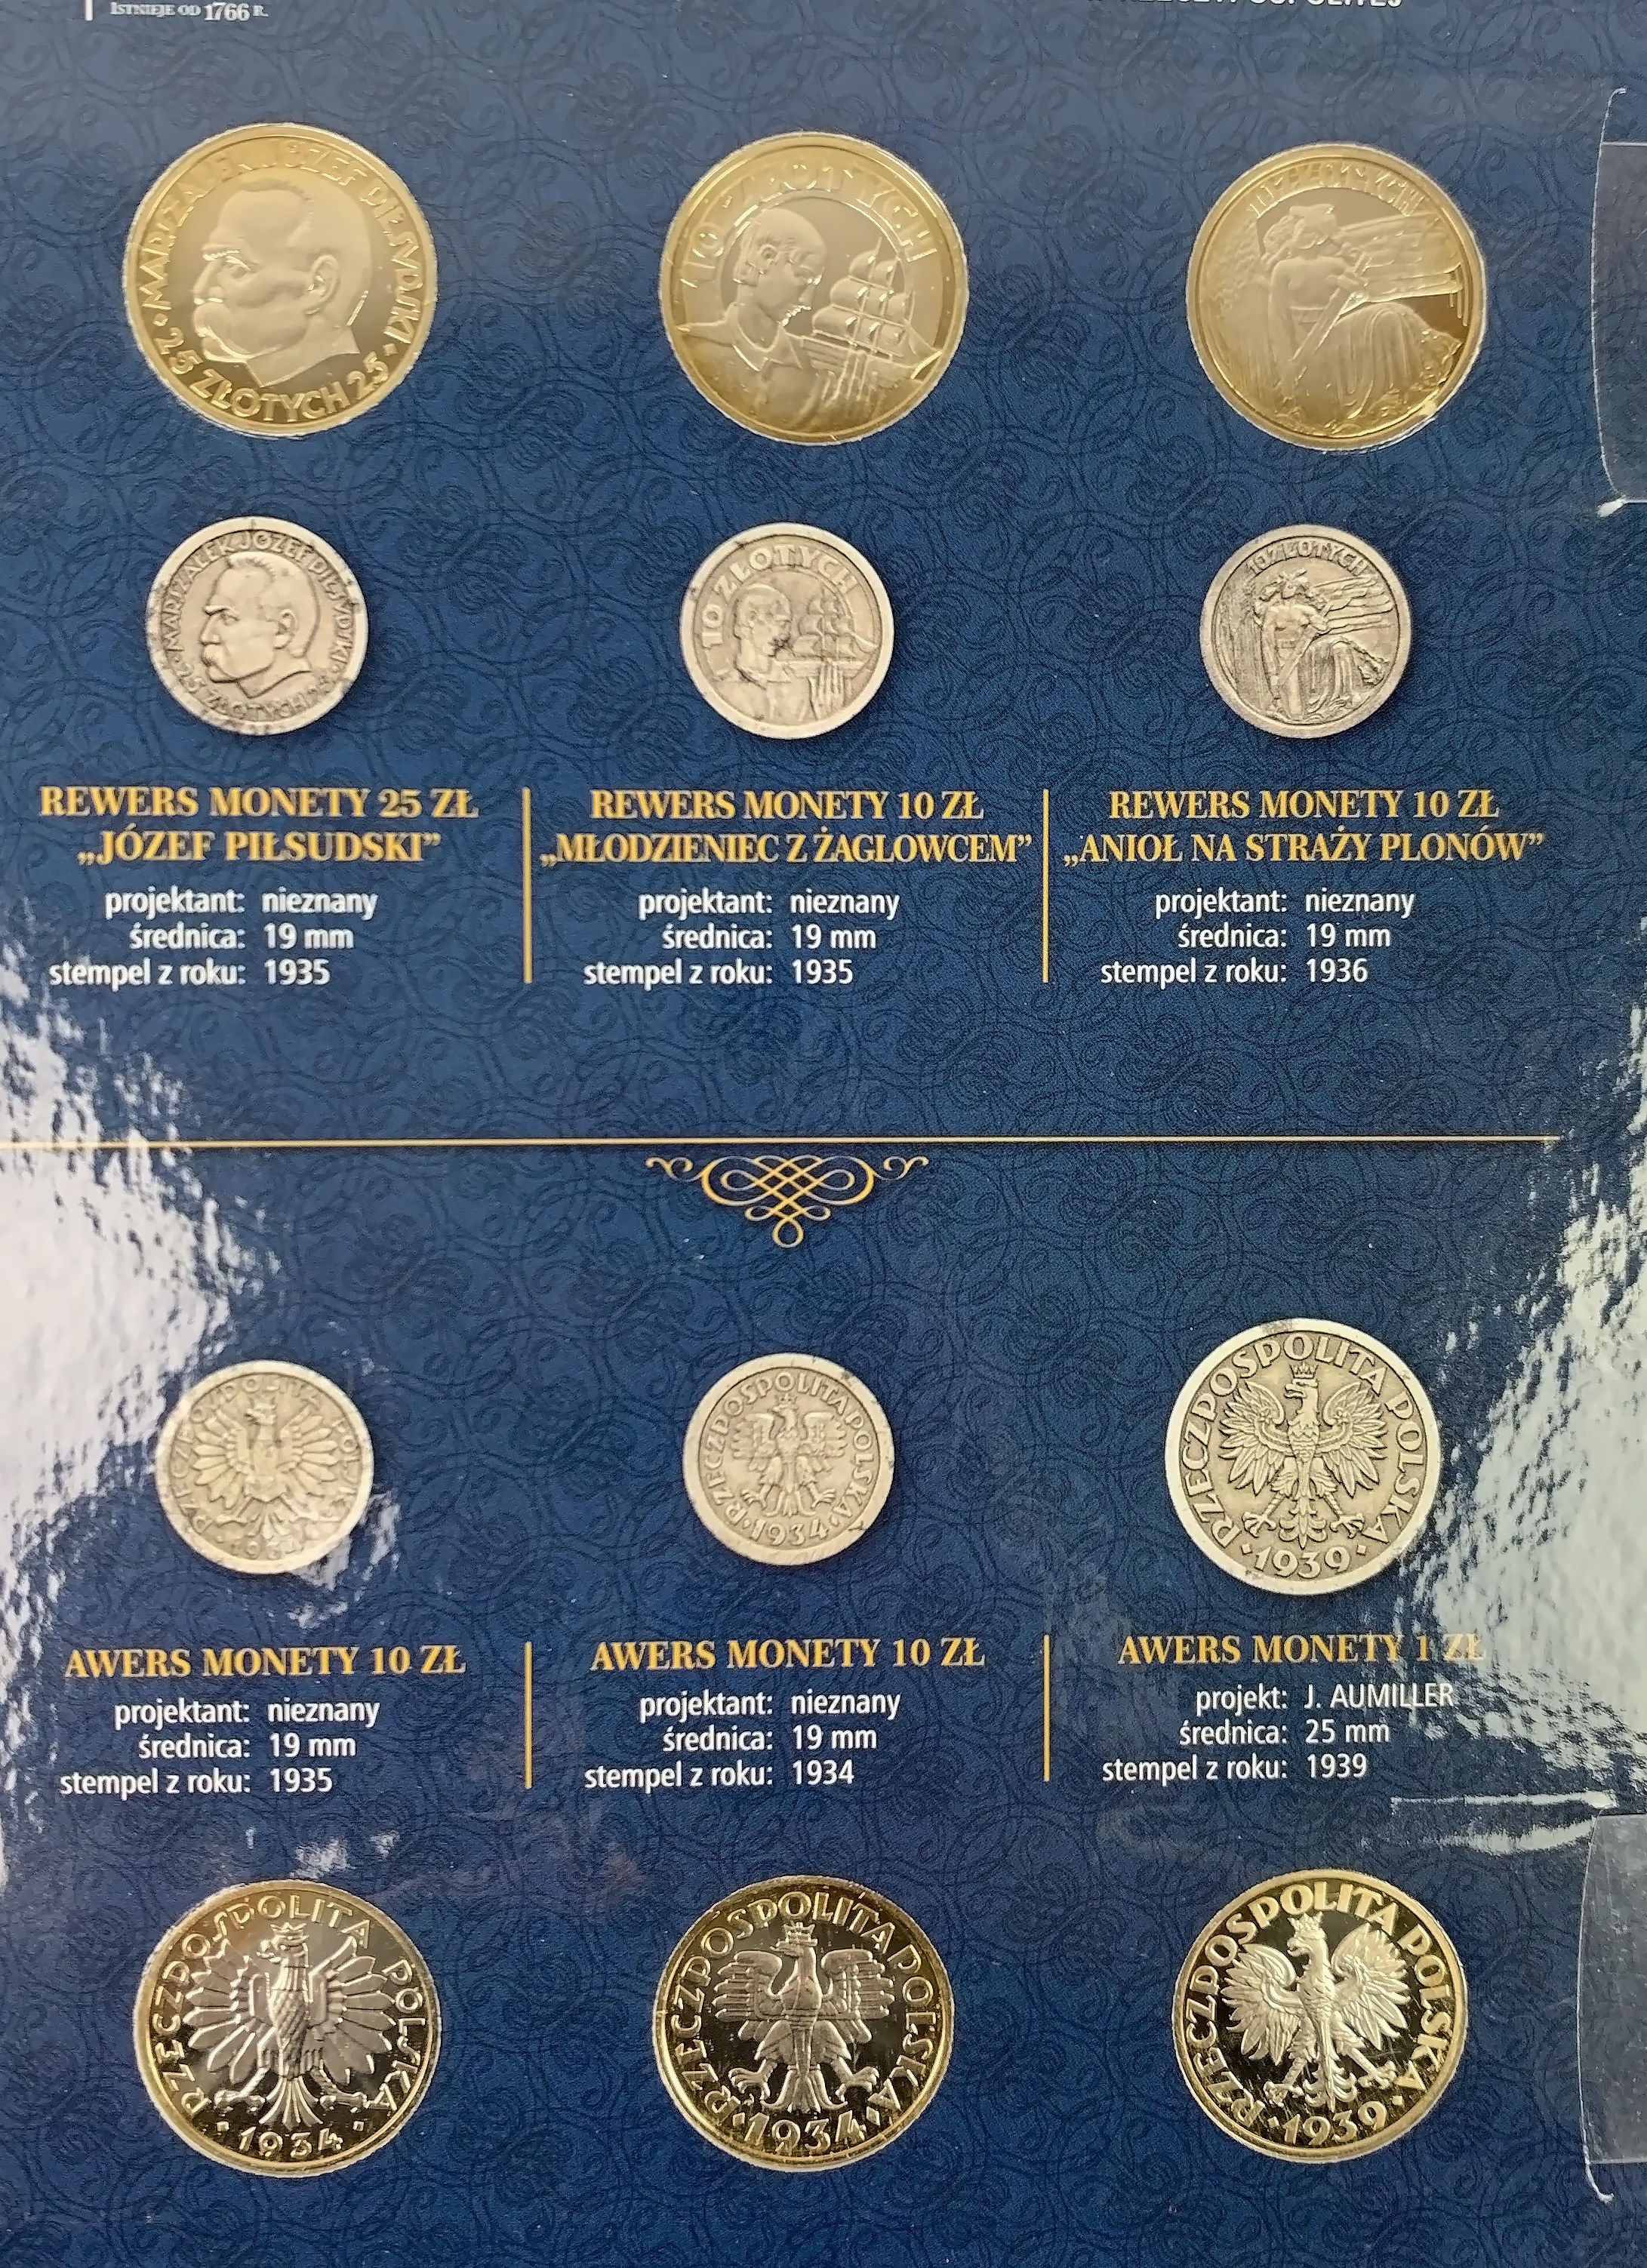 ISTNIEJE OD 1766 R.
MARSZAŁEK JÓZEF PIŁSUDSKI
25 ZŁOTYCH 25
10 ZŁOTYCH
10 ZŁOTYCH
MARSZAŁEK JÓZEF PIŁSUDSKI
25 ZŁOTYCH 25
10 ZŁOTYCH
10 ZŁOTYCH
REWERS MONETY 25 ZŁ
„JÓZEF PIŁSUDSKI”
projektant: nieznany
średnica: 19 mm
stempel z roku: 1935
REWERS MONETY 10 ZŁ
„MŁODZIENIEC Z ŻAGLOWCEM”
projektant: nieznany
średnica: 19 mm
stempel z roku: 1935
REWERS MONETY 10 ZŁ
„ANIOŁ NA STRAŻY PLONÓW”
projektant: nieznany
średnica: 19 mm
stempel z roku: 1936
RZECZPOSPOLITA POLSKA
1934
RZECZPOSPOLITA POLSKA
1934
RZECZPOSPOLITA POLSKA
1939
AWERS MONETY 10 ZŁ
projektant: nieznany
średnica: 19 mm
stempel z roku: 1935
AWERS MONETY 10 ZŁ
projektant: nieznany
średnica: 19 mm
stempel z roku: 1934
AWERS MONETY 1 ZŁ
projekt: J. AUMILLER
średnica: 25 mm
stempel z roku: 1939
RZECZPOSPOLITA POLSKA
1934
RZECZPOSPOLITA POLSKA
1934
RZECZPOSPOLITA POLSKA
1939